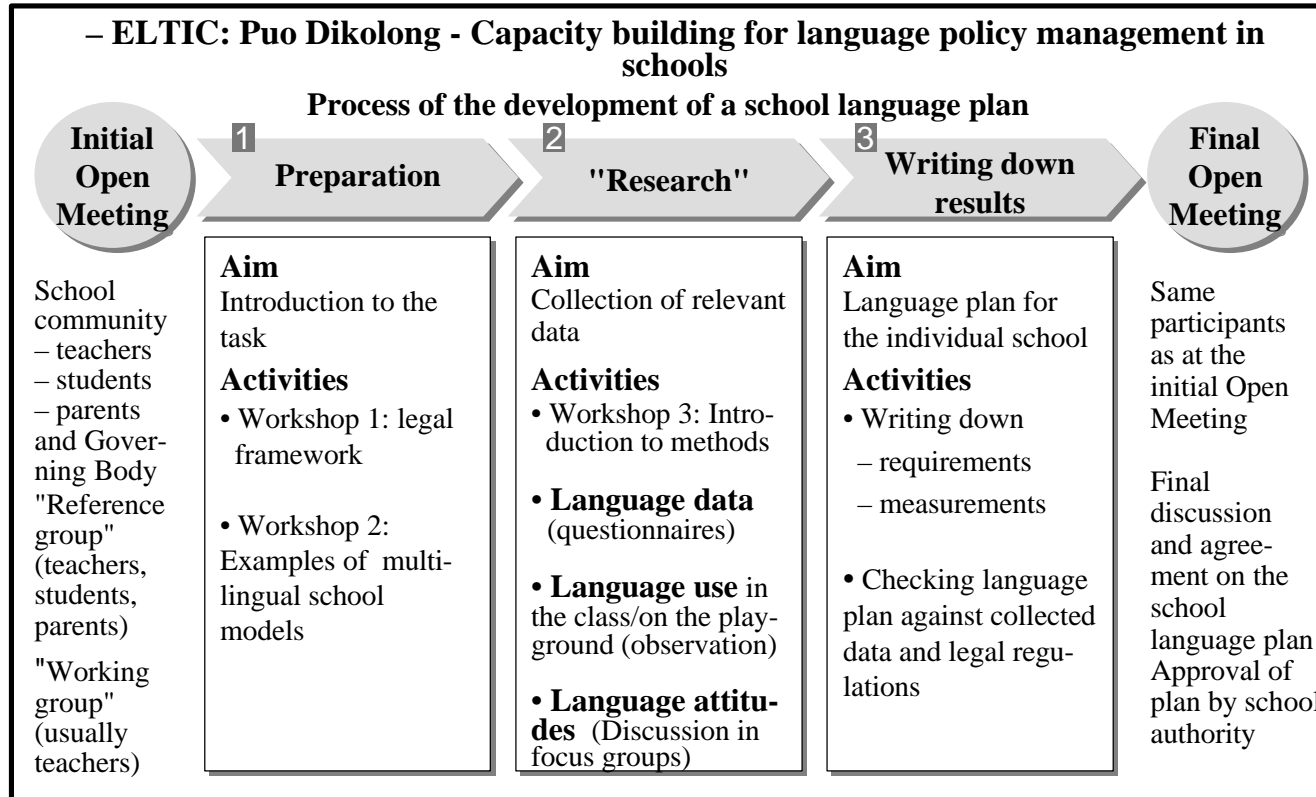 – ELTIC: Puo Dikolong - Capacity building for language policy management in
schools
Process of the development of a school language plan
Initial
Open
Meeting
1
Preparation
2
"Research"
3
Writing down
results
Final
Open
Meeting
School
community
– teachers
– students
– parents
and Gover-
ning Body
"Reference
group"
(teachers,
students,
parents)
"Working
group"
(usually
teachers)
Aim
Introduction to the
task
Activities
• Workshop 1: legal
framework
• Workshop 2:
Examples of multi-
lingual school
models
Aim
Collection of relevant
data
Activities
• Workshop 3: Intro-
duction to methods
• Language data
(questionnaires)
• Language use in
the class/on the play-
ground (observation)
• Language attitu-
des (Discussion in
focus groups)
Aim
Language plan for
the individual school
Activities
• Writing down
– requirements
– measurements
• Checking language
plan against collected
data and legal regu-
lations
Same
participants
as at the
initial Open
Meeting
Final
discussion
and agree-
ment on the
school
language plan
Approval of
plan by school
authority